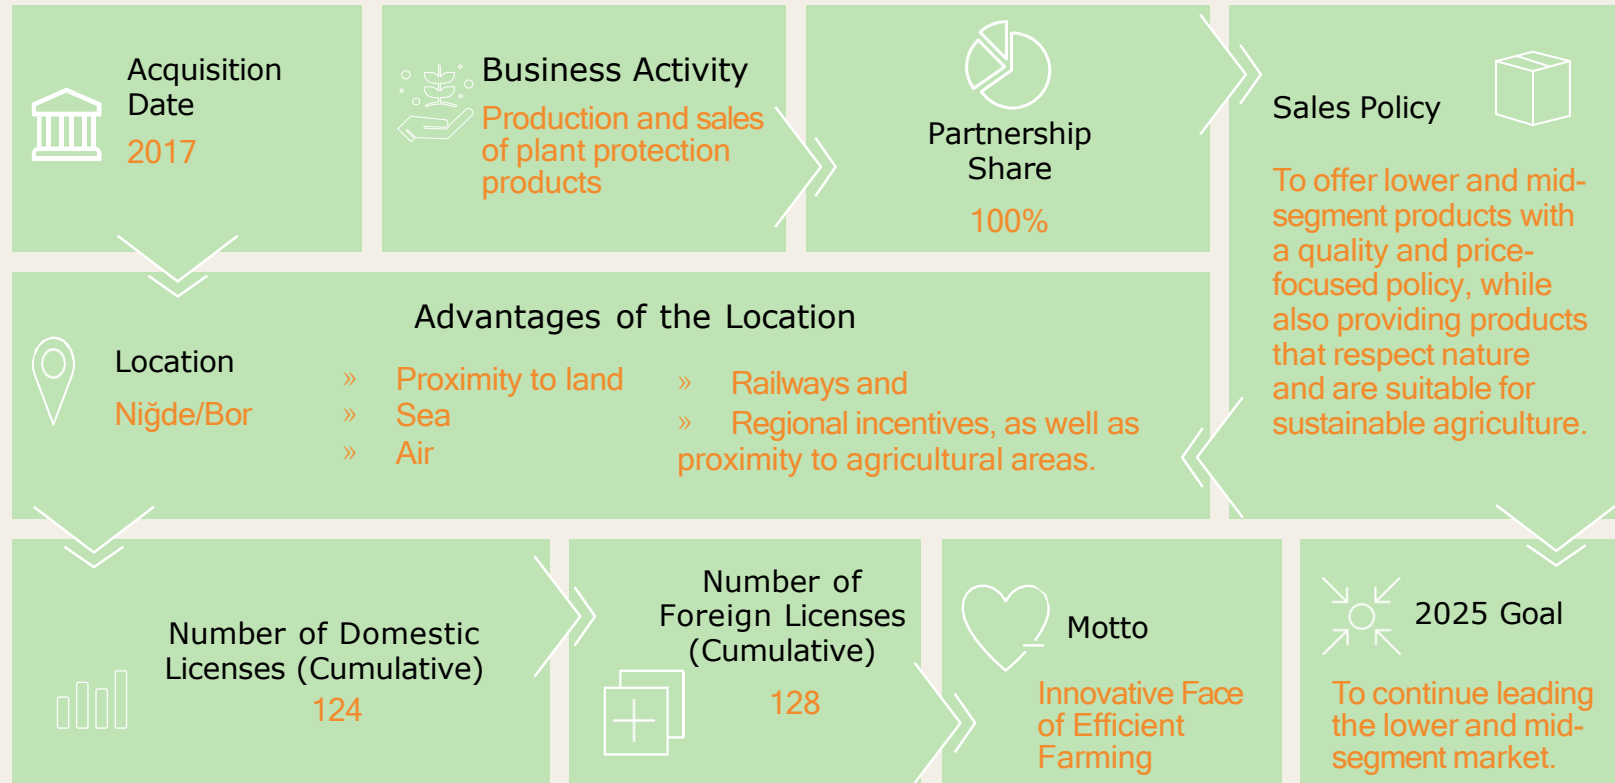 Acquisition
Date
2017
Business Activity
Production and sales
of plant protection
products
Partnership
Share
100%
Sales Policy
To offer lower and mid-
segment products with
a quality and price-
focused policy, while
also providing products
that respect nature
and are suitable for
sustainable agriculture.
Location
Niğde/Bor
Advantages of the Location
» Proximity to land
» Sea
» Air
» Railways and
» Regional incentives, as well as
proximity to agricultural areas.
Number of Domestic
Licenses (Cumulative)
124
Number of
Foreign Licenses
(Cumulative)
128
Motto
Innovative Face
of Efficient
Farming
2025 Goal
To continue leading
the lower and mid-
segment market.